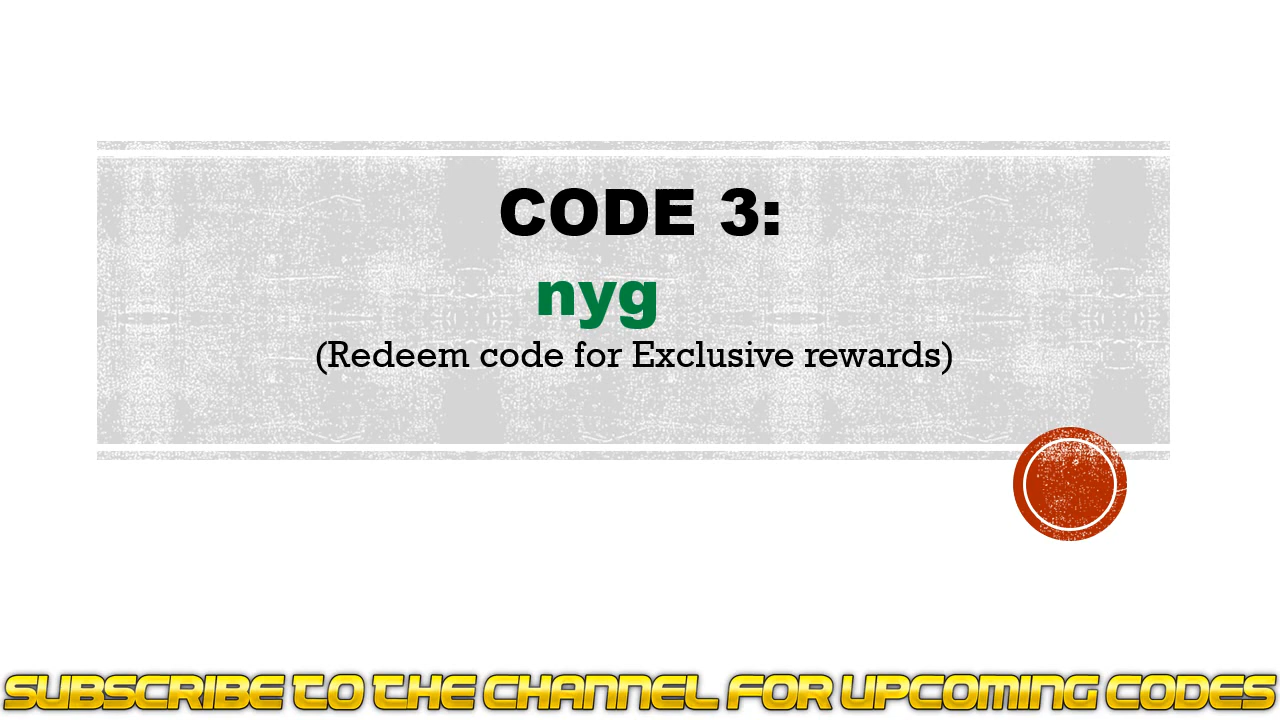 CODE 3:
nyg
(Redeem code for Exclusive rewards)
SUBSCRIBE TO THE CHANNEL FOR UPCOMING CODES